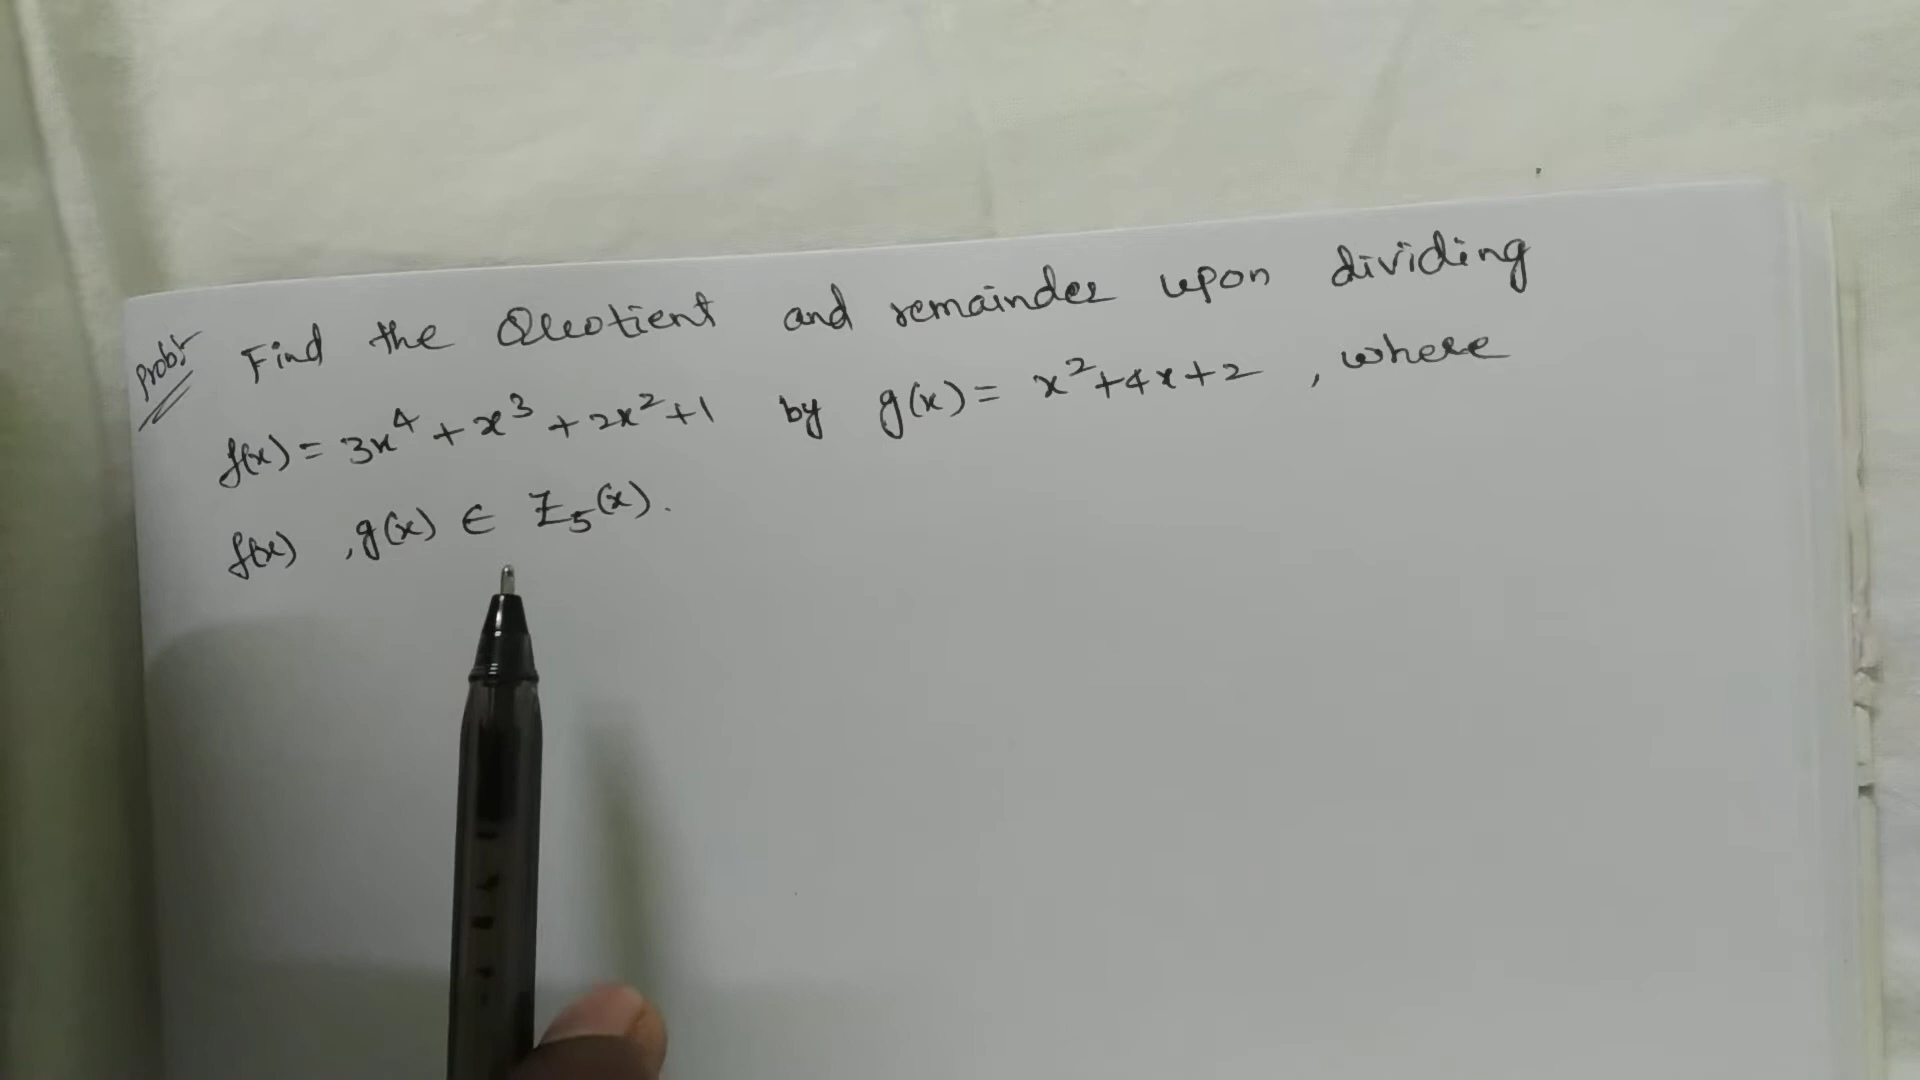 Prob:- Find the Quotient and remainder upon dividing
f(x) = 3x⁴ + x³ + 2x² + 1 by g(x) = x² + 4x + 2 , where
f(x) , g(x) ∈ Z₅(x).